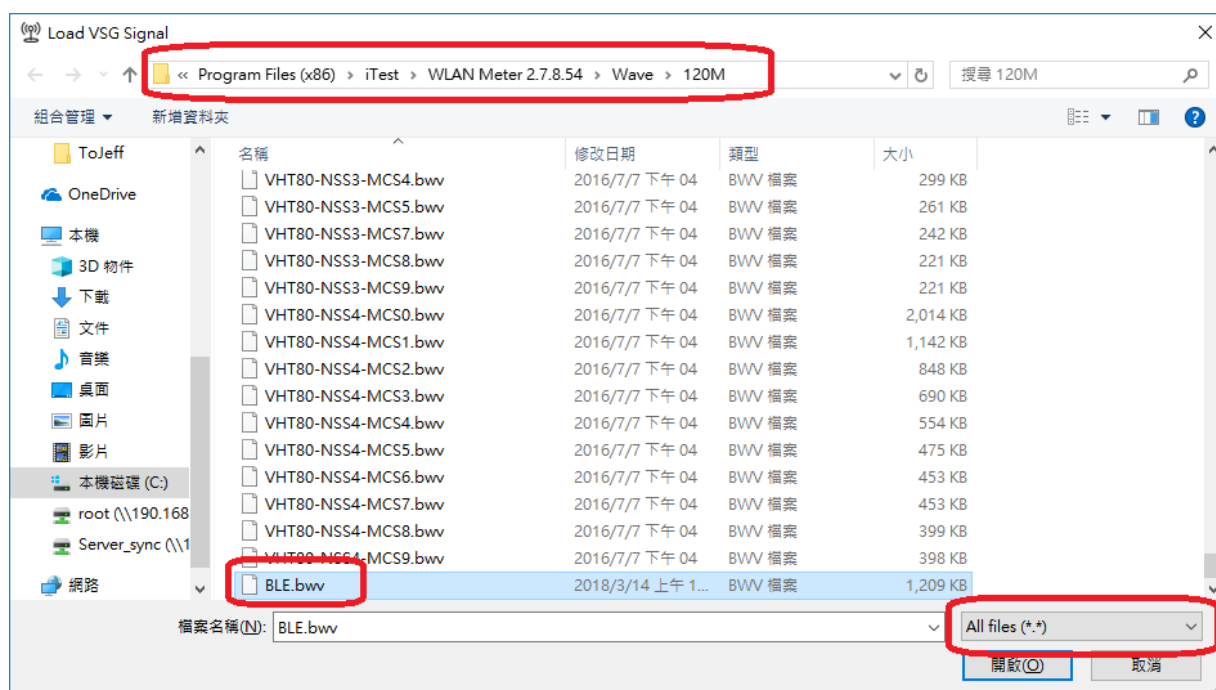 Load VSG Signal
« Program Files (x86) › iTest › WLAN Meter 2.7.8.54 › Wave › 120M 搜尋 120M
組合管理 新增資料夾
ToJeff 名稱 修改日期 類型 大小
VHT80-NSS3-MCS4.bwv 2016/7/7 下午 04 BWV 檔案 299 KB
OneDrive VHT80-NSS3-MCS5.bwv 2016/7/7 下午 04 BWV 檔案 261 KB
本機 VHT80-NSS3-MCS7.bwv 2016/7/7 下午 04 BWV 檔案 242 KB
3D 物件 VHT80-NSS3-MCS8.bwv 2016/7/7 下午 04 BWV 檔案 221 KB
下載 VHT80-NSS3-MCS9.bwv 2016/7/7 下午 04 BWV 檔案 221 KB
文件 VHT80-NSS4-MCS0.bwv 2016/7/7 下午 04 BWV 檔案 2,014 KB
音樂 VHT80-NSS4-MCS1.bwv 2016/7/7 下午 04 BWV 檔案 1,142 KB
VHT80-NSS4-MCS2.bwv 2016/7/7 下午 04 BWV 檔案 848 KB
桌面 VHT80-NSS4-MCS3.bwv 2016/7/7 下午 04 BWV 檔案 690 KB
圖片 VHT80-NSS4-MCS4.bwv 2016/7/7 下午 04 BWV 檔案 554 KB
影片 VHT80-NSS4-MCS5.bwv 2016/7/7 下午 04 BWV 檔案 475 KB
本機磁碟 (C:) VHT80-NSS4-MCS6.bwv 2016/7/7 下午 04 BWV 檔案 453 KB
root (\\190.168 VHT80-NSS4-MCS7.bwv 2016/7/7 下午 04 BWV 檔案 453 KB
Server_sync (\\1 VHT80-NSS4-MCS8.bwv 2016/7/7 下午 04 BWV 檔案 399 KB
VHT80-NSS4-MCS9.bwv 2016/7/7 下午 04 BWV 檔案 398 KB
網路 BLE.bwv 2018/3/14 上午 1... BWV 檔案 1,209 KB
檔案名稱(N): BLE.bwv All files (*.*)
開啟(O) 取消